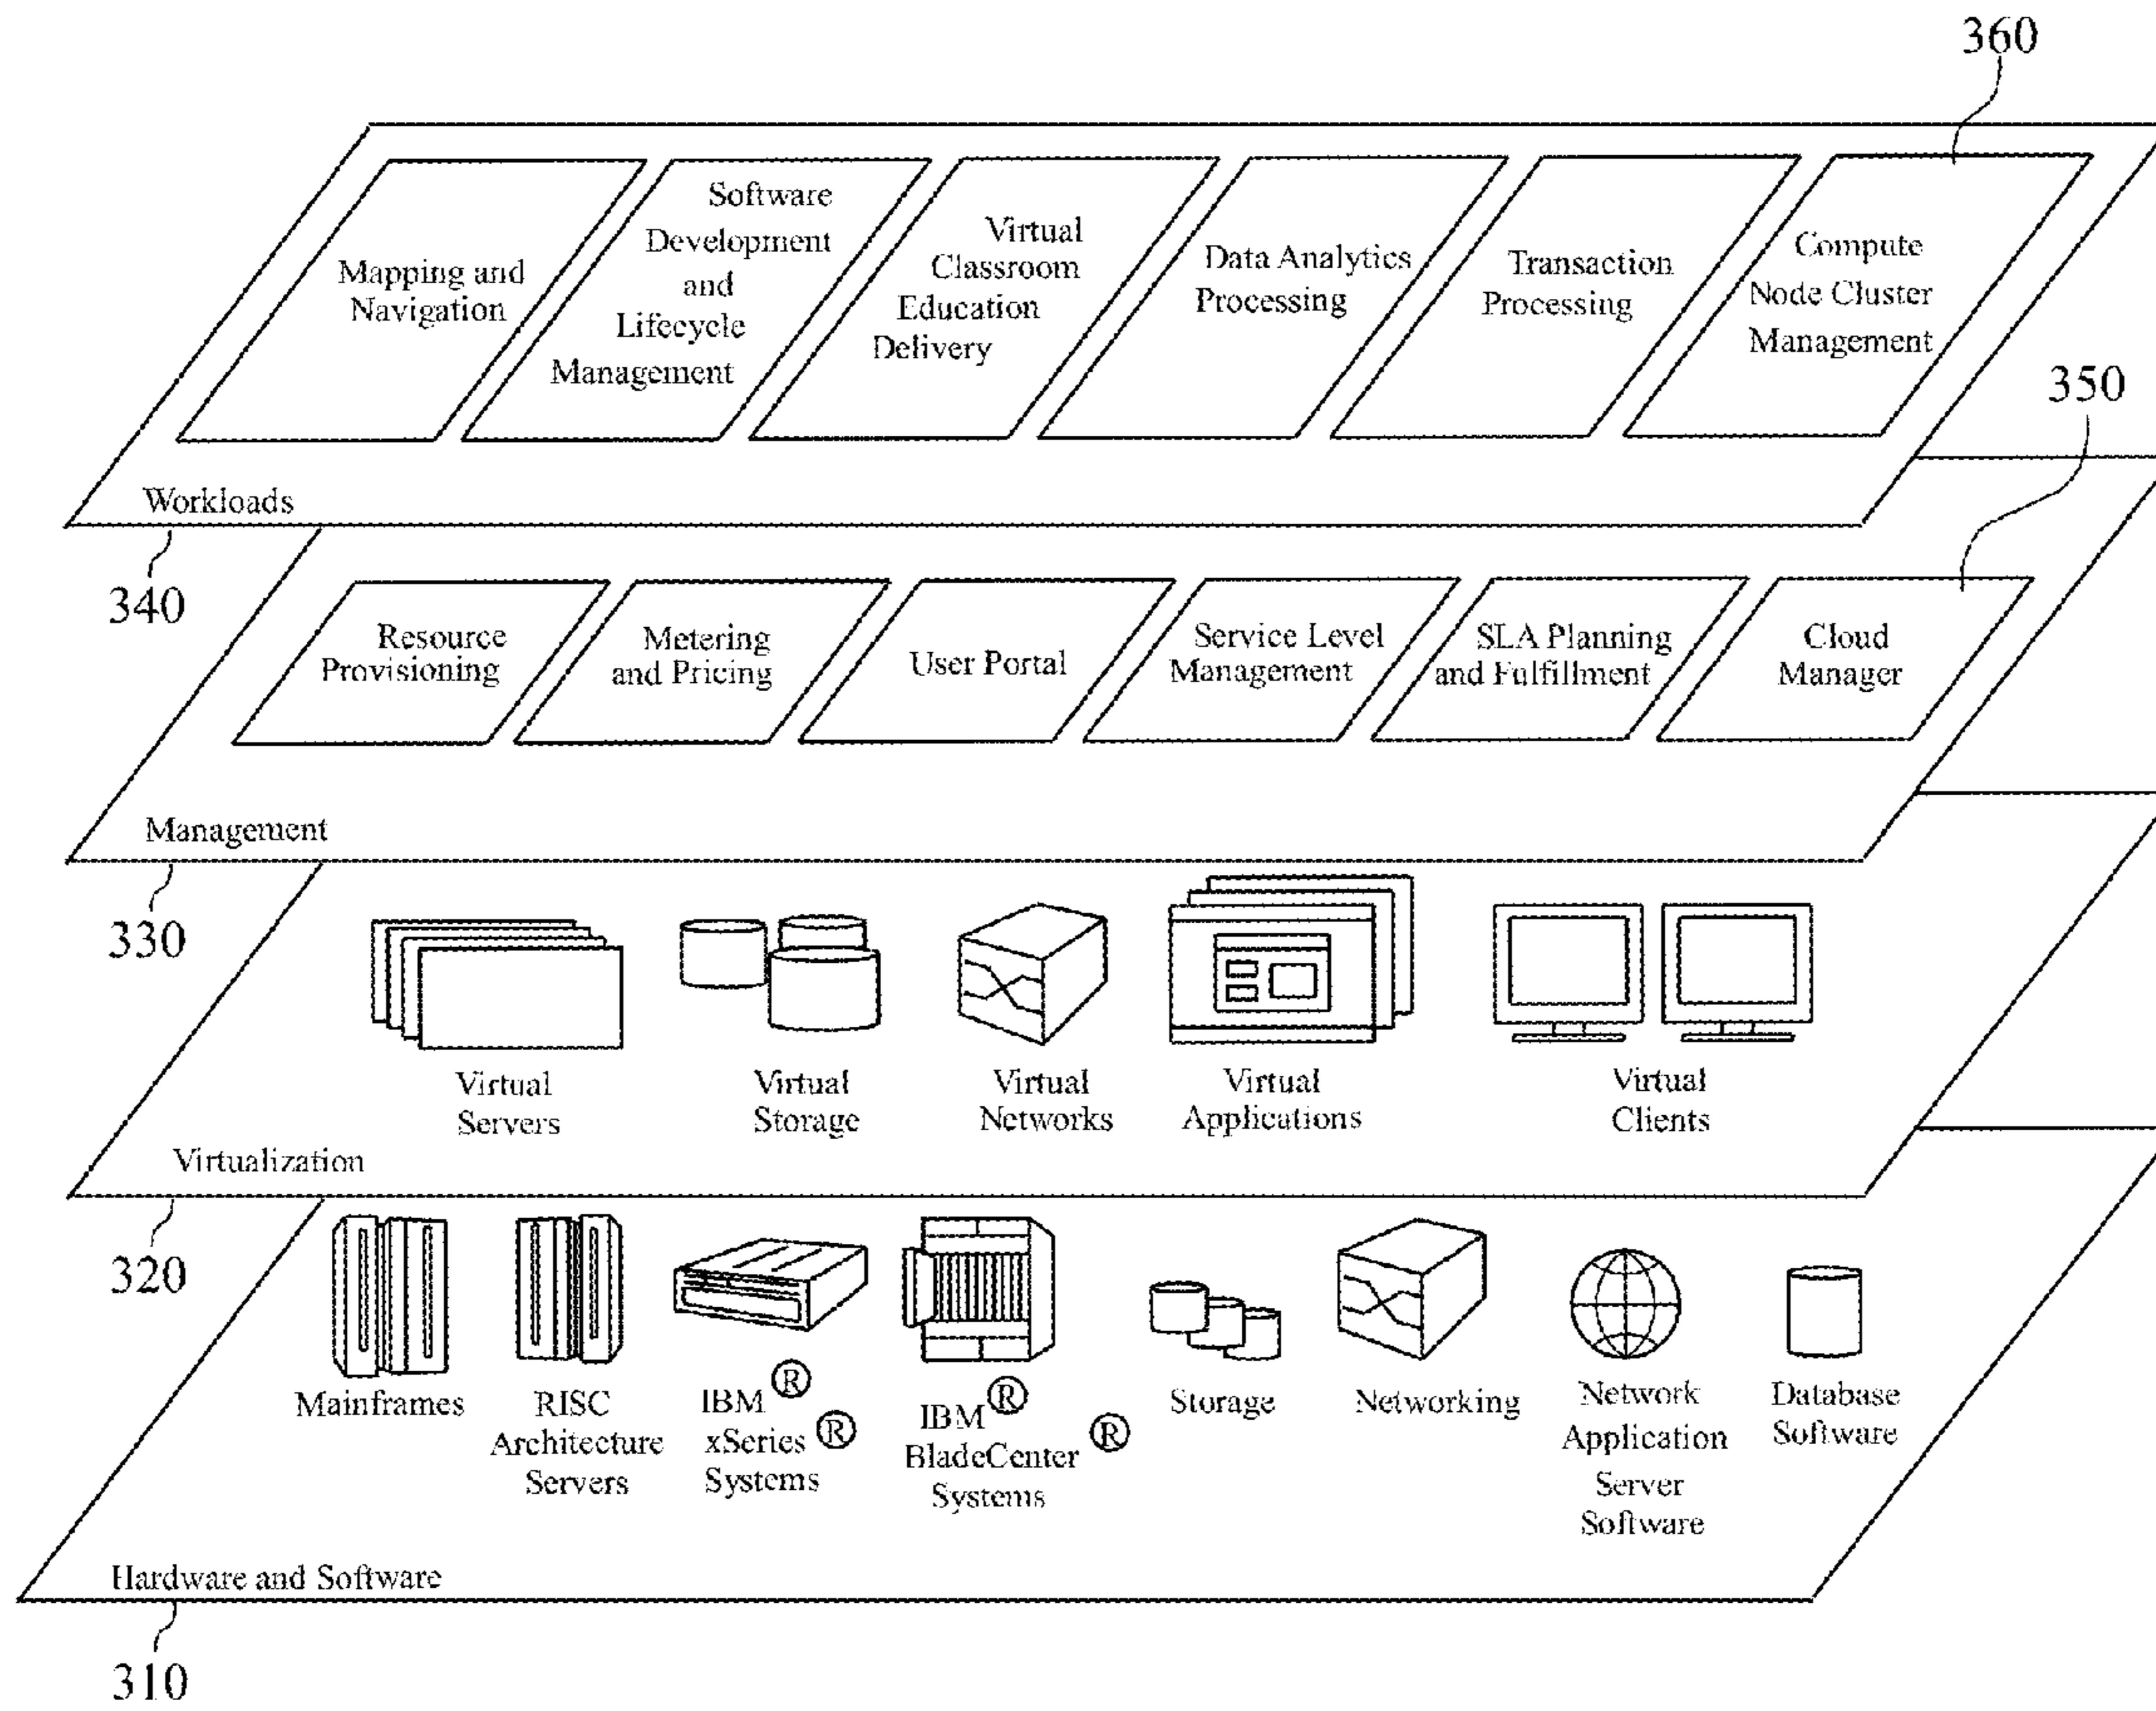 360
Mapping and
Navigation
Software
Development
and
Lifecycle
Management
Virtual
Classroom
Education
Delivery
Data Analytics
Processing
Transaction
Processing
Compute
Node Cluster
Management
350
Workloads
340
Resource
Provisioning
Metering
and Pricing
User Portal
Service Level
Management
SLA Planning
and Fulfillment
Cloud
Manager
Management
330
Virtual
Servers
Virtual
Storage
Virtual
Networks
Virtual
Applications
Virtual
Clients
Virtualization
320
Mainframes
RISC
Architecture
Servers
IBM ®
xSeries ®
Systems
IBM ®
BladeCenter ®
Systems
Storage
Networking
Network
Application
Server
Software
Database
Software
Hardware and Software
310